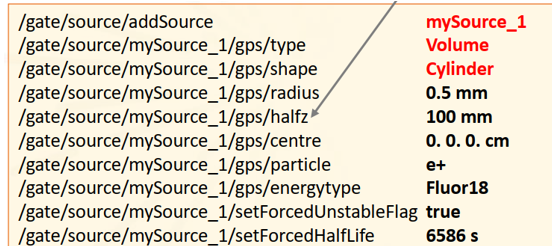 /gate/source/addSource mySource_1
/gate/source/mySource_1/gps/type Volume
/gate/source/mySource_1/gps/shape Cylinder
/gate/source/mySource_1/gps/radius 0.5 mm
/gate/source/mySource_1/gps/halfz 100 mm
/gate/source/mySource_1/gps/centre 0. 0. 0. cm
/gate/source/mySource_1/gps/particle e+
/gate/source/mySource_1/gps/energytype Fluor18
/gate/source/mySource_1/setForcedUnstableFlag true
/gate/source/mySource_1/setForcedHalfLife 6586 s